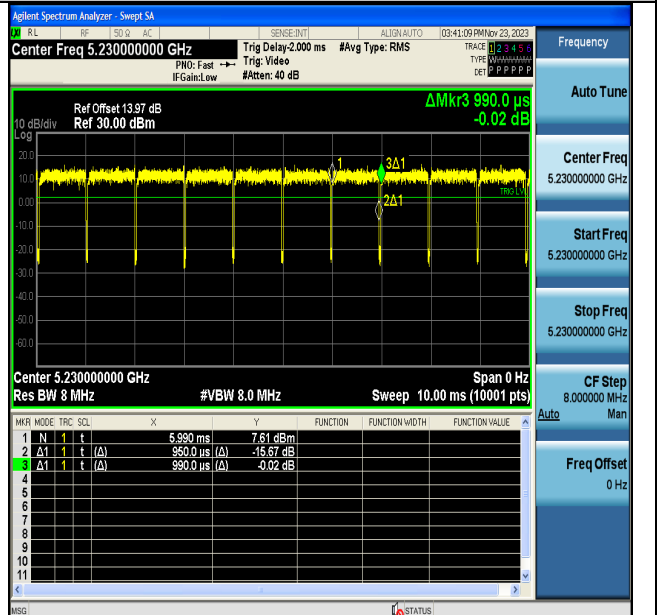 Agilent Spectrum Analyzer - Swept SA
RL RF 50 Ω AC SENSE:INT ALIGN AUTO 03:41:09 PM Nov 23, 2023
Center Freq 5.230000000 GHz
Trig Delay-2.000 ms #Avg Type: RMS TRACE 1 2 3 4 5 6
PNO: Fast Trig: Video TYPE
IFGain:Low #Atten: 40 dB DET P P P P P P
Ref Offset 13.97 dB ΔMkr3 990.0 µs
10 dB/div Ref 30.00 dBm -0.02 dB
Log
20.0
10.0
0.00
-10.0
-20.0
-30.0
-40.0
-50.0
-60.0
1
3Δ1
2Δ1
TRIG LVL
Center 5.230000000 GHz Span 0 Hz
Res BW 8 MHz #VBW 8.0 MHz Sweep 10.00 ms (10001 pts)
MKR MODE TRC SCL X Y FUNCTION FUNCTION WIDTH FUNCTION VALUE
1 N 1 t 5.990 ms 7.61 dBm
2 Δ1 1 t (Δ) 950.0 µs (Δ) -15.67 dB
3 Δ1 1 t (Δ) 990.0 µs (Δ) -0.02 dB
4
5
6
7
8
9
10
11
MSG STATUS
Frequency
Auto Tune
Center Freq
5.230000000 GHz
Start Freq
5.230000000 GHz
Stop Freq
5.230000000 GHz
CF Step
8.000000 MHz
Auto Man
Freq Offset
0 Hz